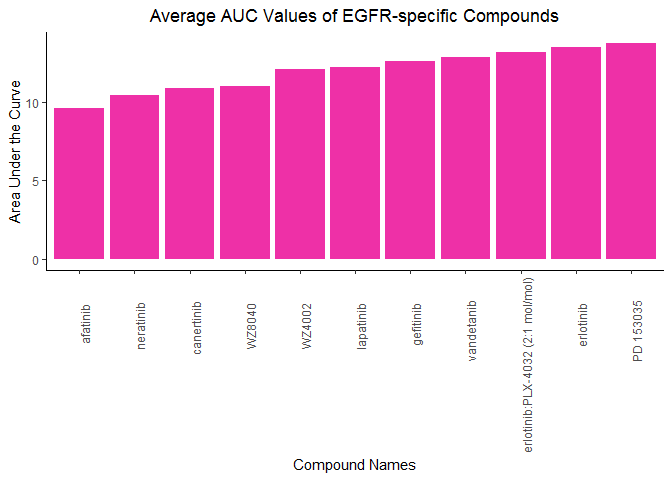 Average AUC Values of EGFR-specific Compounds
Area Under the Curve
10
5
0
afatinib
neratinib
canertinib
WZ8040
WZ4002
lapatinib
gefitinib
vandetanib
erlotinib:PLX-4032 (2:1 mol/mol)
erlotinib
PD 153035
Compound Names